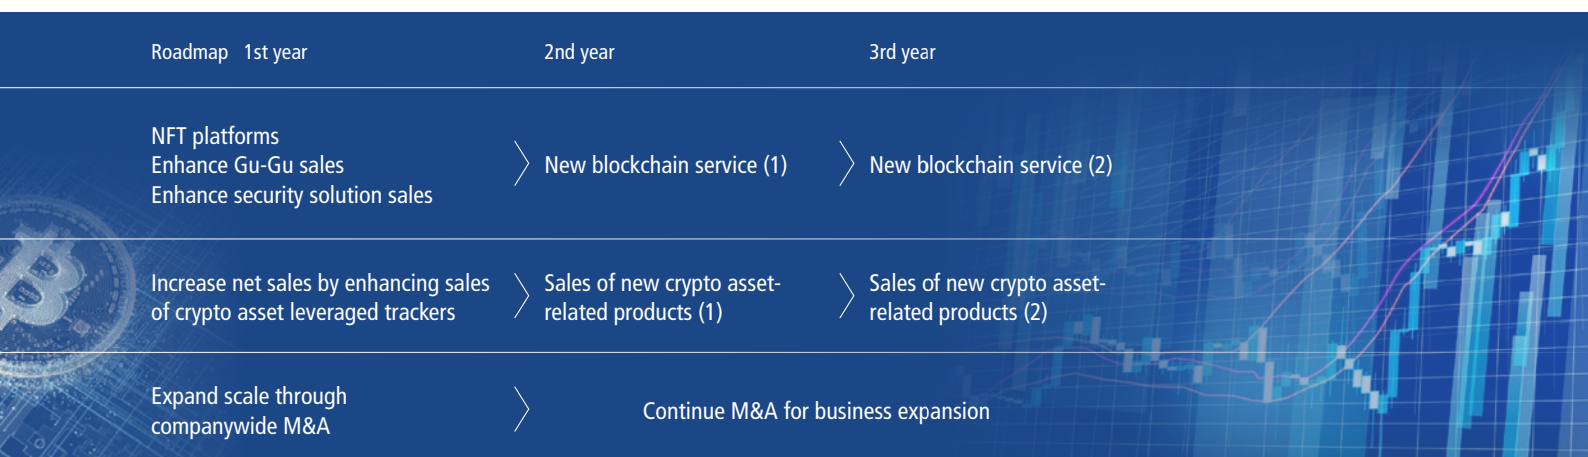 Roadmap 1st year
2nd year
3rd year
NFT platforms
Enhance Gu-Gu sales
Enhance security solution sales
New blockchain service (1)
New blockchain service (2)
Increase net sales by enhancing sales
of crypto asset leveraged trackers
Sales of new crypto asset-
related products (1)
Sales of new crypto asset-
related products (2)
Expand scale through
companywide M&A
Continue M&A for business expansion